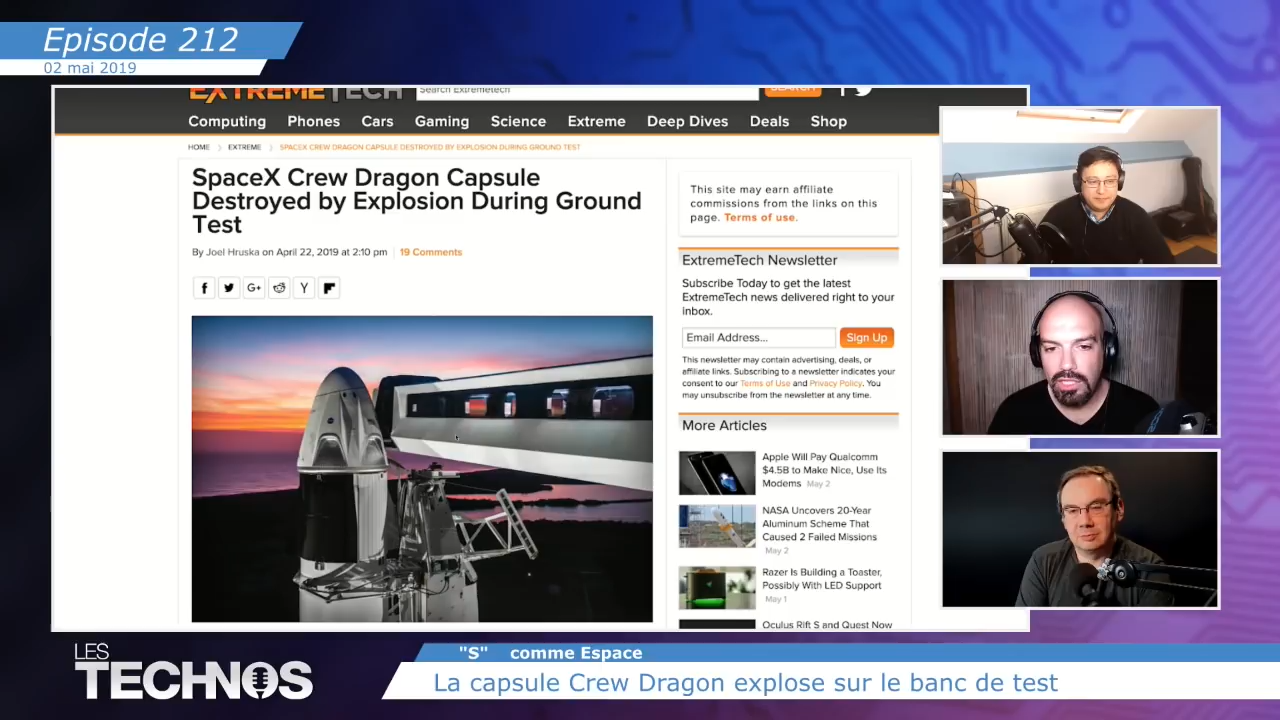 Episode 212
02 mai 2019
EXTREMETECH
Search Extremetech
SEARCH
Computing Phones Cars Gaming Science Extreme Deep Dives Deals Shop
HOME > EXTREME > SPACEX CREW DRAGON CAPSULE DESTROYED BY EXPLOSION DURING GROUND TEST
SpaceX Crew Dragon Capsule
Destroyed by Explosion During Ground
Test
By Joel Hruska on April 22, 2019 at 2:10 pm | 19 Comments
f G+ Y
This site may earn affiliate
commissions from the links on this
page. Terms of use.
ExtremeTech Newsletter
Subscribe Today to get the latest
ExtremeTech news delivered right to your
inbox.
Email Address... Sign Up
This newsletter may contain advertising, deals, or
affiliate links. Subscribing to a newsletter indicates your
consent to our Terms of Use and Privacy Policy. You
may unsubscribe from the newsletter at any time.
More Articles
Apple Will Pay Qualcomm
$4.5B to Make Nice, Use Its
Modems May 2
NASA Uncovers 20-Year
Aluminum Scheme That
Caused 2 Failed Missions
May 2
Razer Is Building a Toaster,
Possibly With LED Support
May 1
Oculus Rift S and Quest Now
LES
TECHNOS
"S" comme Espace
La capsule Crew Dragon explose sur le banc de test